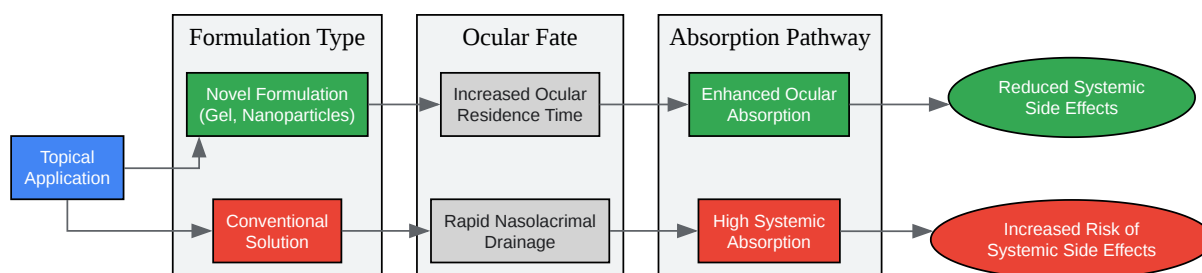 Formulation Type
Ocular Fate
Absorption Pathway
Topical
Application
Novel Formulation
(Gel, Nanoparticles)
Increased Ocular
Residence Time
Enhanced Ocular
Absorption
Reduced Systemic
Side Effects
Conventional
Solution
Rapid Nasolacrimal
Drainage
High Systemic
Absorption
Increased Risk of
Systemic Side Effects